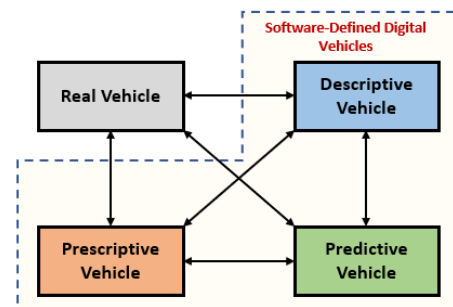 Software-Defined Digital
Vehicles
Real Vehicle
Descriptive
Vehicle
Prescriptive
Vehicle
Predictive
Vehicle